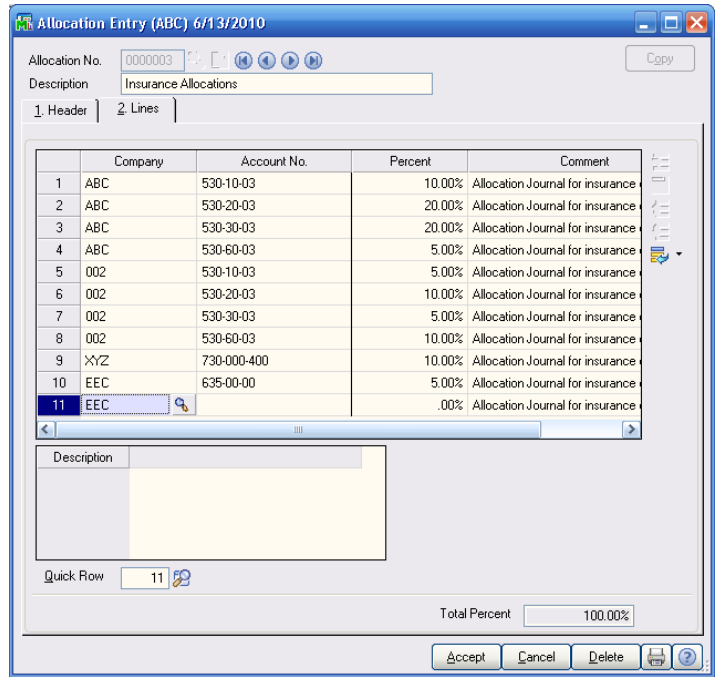 Allocation Entry (ABC) 6/13/2010
Allocation No. 0000003 Copy
Description Insurance Allocations
1. Header 2. Lines
Company Account No. Percent Comment
1 ABC 530-10-03 10.00% Allocation Journal for insurance
2 ABC 530-20-03 20.00% Allocation Journal for insurance
3 ABC 530-30-03 20.00% Allocation Journal for insurance
4 ABC 530-60-03 5.00% Allocation Journal for insurance
5 002 530-10-03 5.00% Allocation Journal for insurance
6 002 530-20-03 10.00% Allocation Journal for insurance
7 002 530-30-03 5.00% Allocation Journal for insurance
8 002 530-60-03 10.00% Allocation Journal for insurance
9 XYZ 730-000-400 10.00% Allocation Journal for insurance
10 EEC 635-00-00 5.00% Allocation Journal for insurance
11 EEC .00% Allocation Journal for insurance
Description
Quick Row 11
Total Percent 100.00%
Accept Cancel Delete